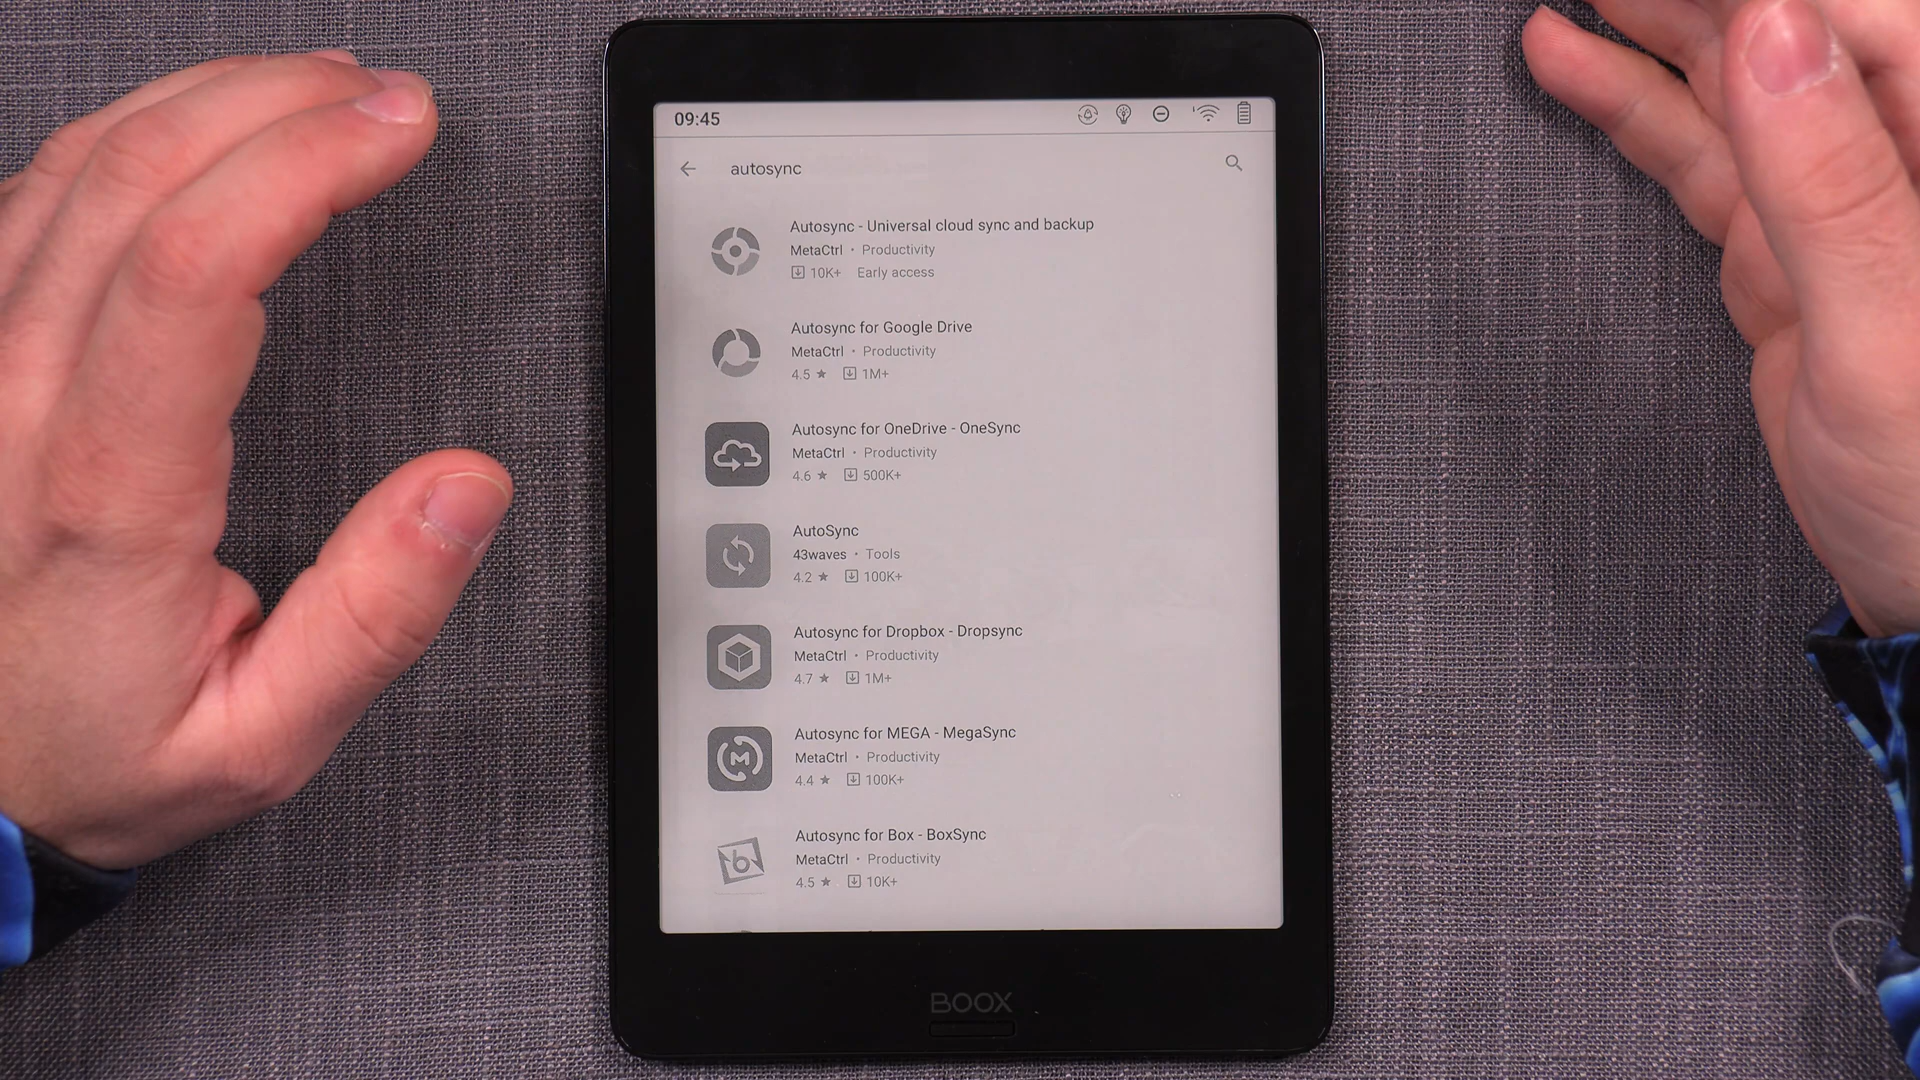 09:45
autosync
Autosync - Universal cloud sync and backup
MetaCtrl • Productivity
10K+ Early access
Autosync for Google Drive
MetaCtrl • Productivity
4.5 ★ 1M+
Autosync for OneDrive - OneSync
MetaCtrl • Productivity
4.6 ★ 500K+
AutoSync
43waves • Tools
4.2 ★ 100K+
Autosync for Dropbox - Dropsync
MetaCtrl • Productivity
4.7 ★ 1M+
Autosync for MEGA - MegaSync
MetaCtrl • Productivity
4.4 ★ 100K+
Autosync for Box - BoxSync
MetaCtrl • Productivity
4.5 ★ 10K+
BOOX